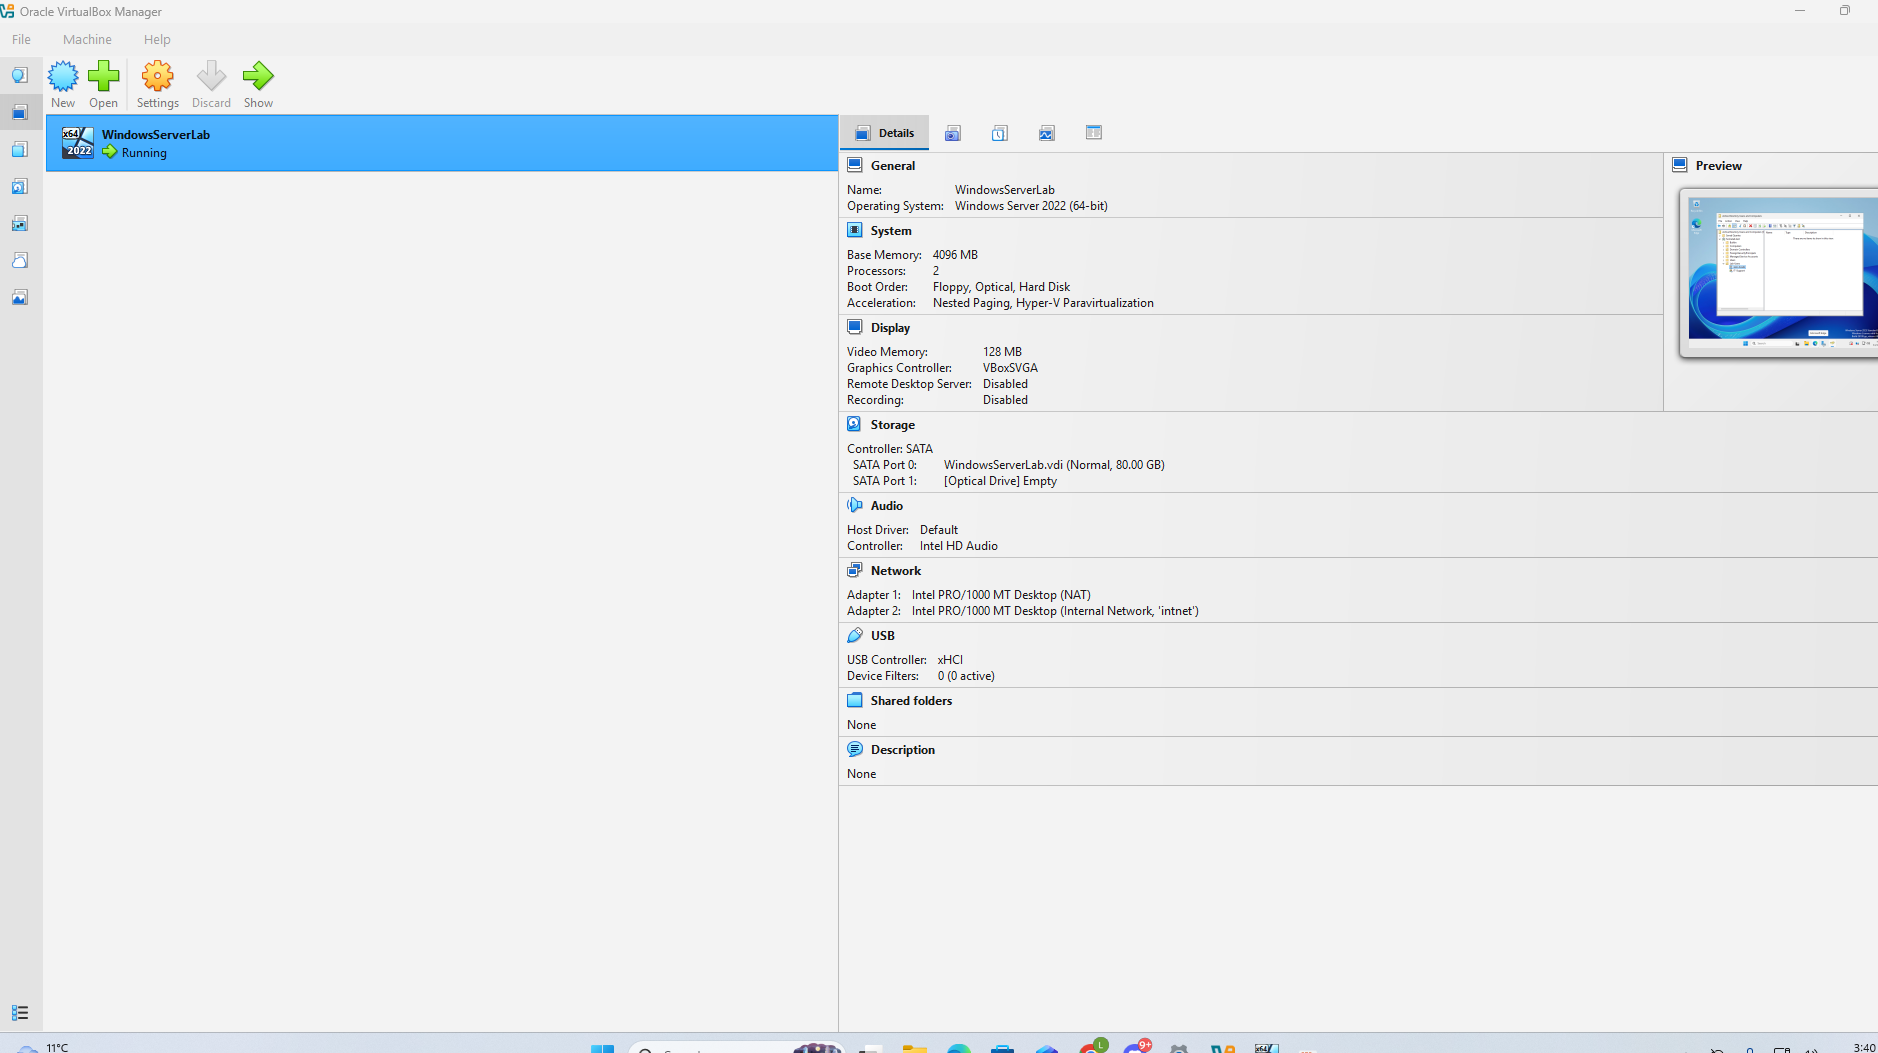 Oracle VirtualBox Manager
File Machine Help
New Open Settings Discard Show
x64 2022
WindowsServerLab
Running
Details
General
Name: WindowsServerLab
Operating System: Windows Server 2022 (64-bit)
Preview
System
Base Memory: 4096 MB
Processors: 2
Boot Order: Floppy, Optical, Hard Disk
Acceleration: Nested Paging, Hyper-V Paravirtualization
Display
Video Memory: 128 MB
Graphics Controller: VBoxSVGA
Remote Desktop Server: Disabled
Recording: Disabled
Storage
Controller: SATA
SATA Port 0: WindowsServerLab.vdi (Normal, 80.00 GB)
SATA Port 1: [Optical Drive] Empty
Audio
Host Driver: Default
Controller: Intel HD Audio
Network
Adapter 1: Intel PRO/1000 MT Desktop (NAT)
Adapter 2: Intel PRO/1000 MT Desktop (Internal Network, 'intnet')
USB
USB Controller: xHCI
Device Filters: 0 (0 active)
Shared folders
None
Description
None
11°C
L
9+
x64
3:40